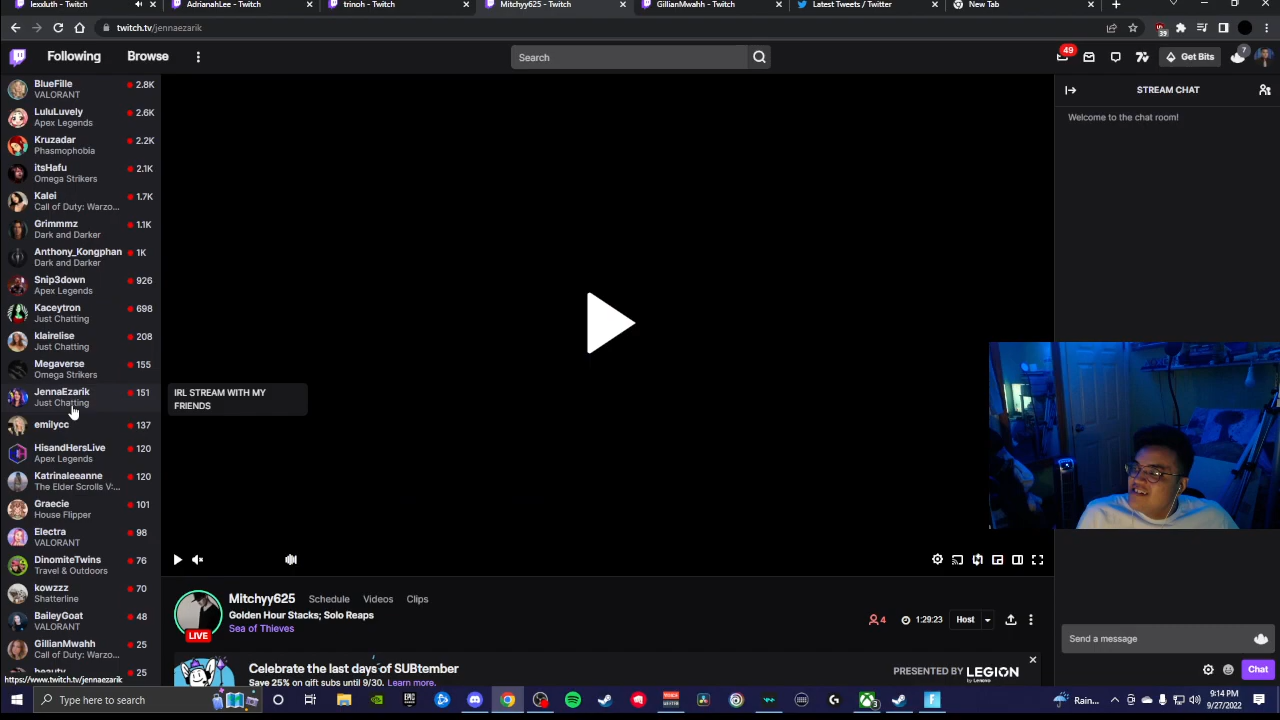 lexluth - Twitch
AdrianahLee - Twitch
trinoh - Twitch
Mitchyy625 - Twitch
GillianMwahh - Twitch
Latest Tweets / Twitter
New Tab
twitch.tv/jennaezarik
39
Following
Browse
Search
49
Get Bits
7
BlueFille
2.8K
VALORANT
LuluLuvely
2.6K
Apex Legends
Kruzadar
2.2K
Phasmophobia
itsHafu
2.1K
Omega Strikers
Kalei
1.7K
Call of Duty: Warzo...
Grimmmz
1.1K
Dark and Darker
Anthony_Kongphan
1K
Dark and Darker
Snip3down
926
Apex Legends
Kaceytron
698
Just Chatting
klairelise
208
Just Chatting
Megaverse
155
Omega Strikers
JennaEzarik
151
Just Chatting
emilycc
137
HisandHersLive
120
Apex Legends
Katrinaleeanne
120
The Elder Scrolls V:...
Graecie
101
House Flipper
Electra
98
VALORANT
DinomiteTwins
76
Travel & Outdoors
kowzzz
70
Shatterline
BaileyGoat
48
VALORANT
GillianMwahh
25
Call of Duty: Warzo...
beauty
25
https://www.twitch.tv/jennaezarik
IRL STREAM WITH MY
FRIENDS
STREAM CHAT
Welcome to the chat room!
Send a message
Chat
Mitchyy625
Schedule
Videos
Clips
Golden Hour Stacks; Solo Reaps
Sea of Thieves
LIVE
4
1:29:23
Host
Celebrate the last days of SUBtember
Save 25% on gift subs until 9/30. Learn more.
PRESENTED BY
LEGION
by Lenovo
Type here to search
Rain...
9:14 PM
9/27/2022